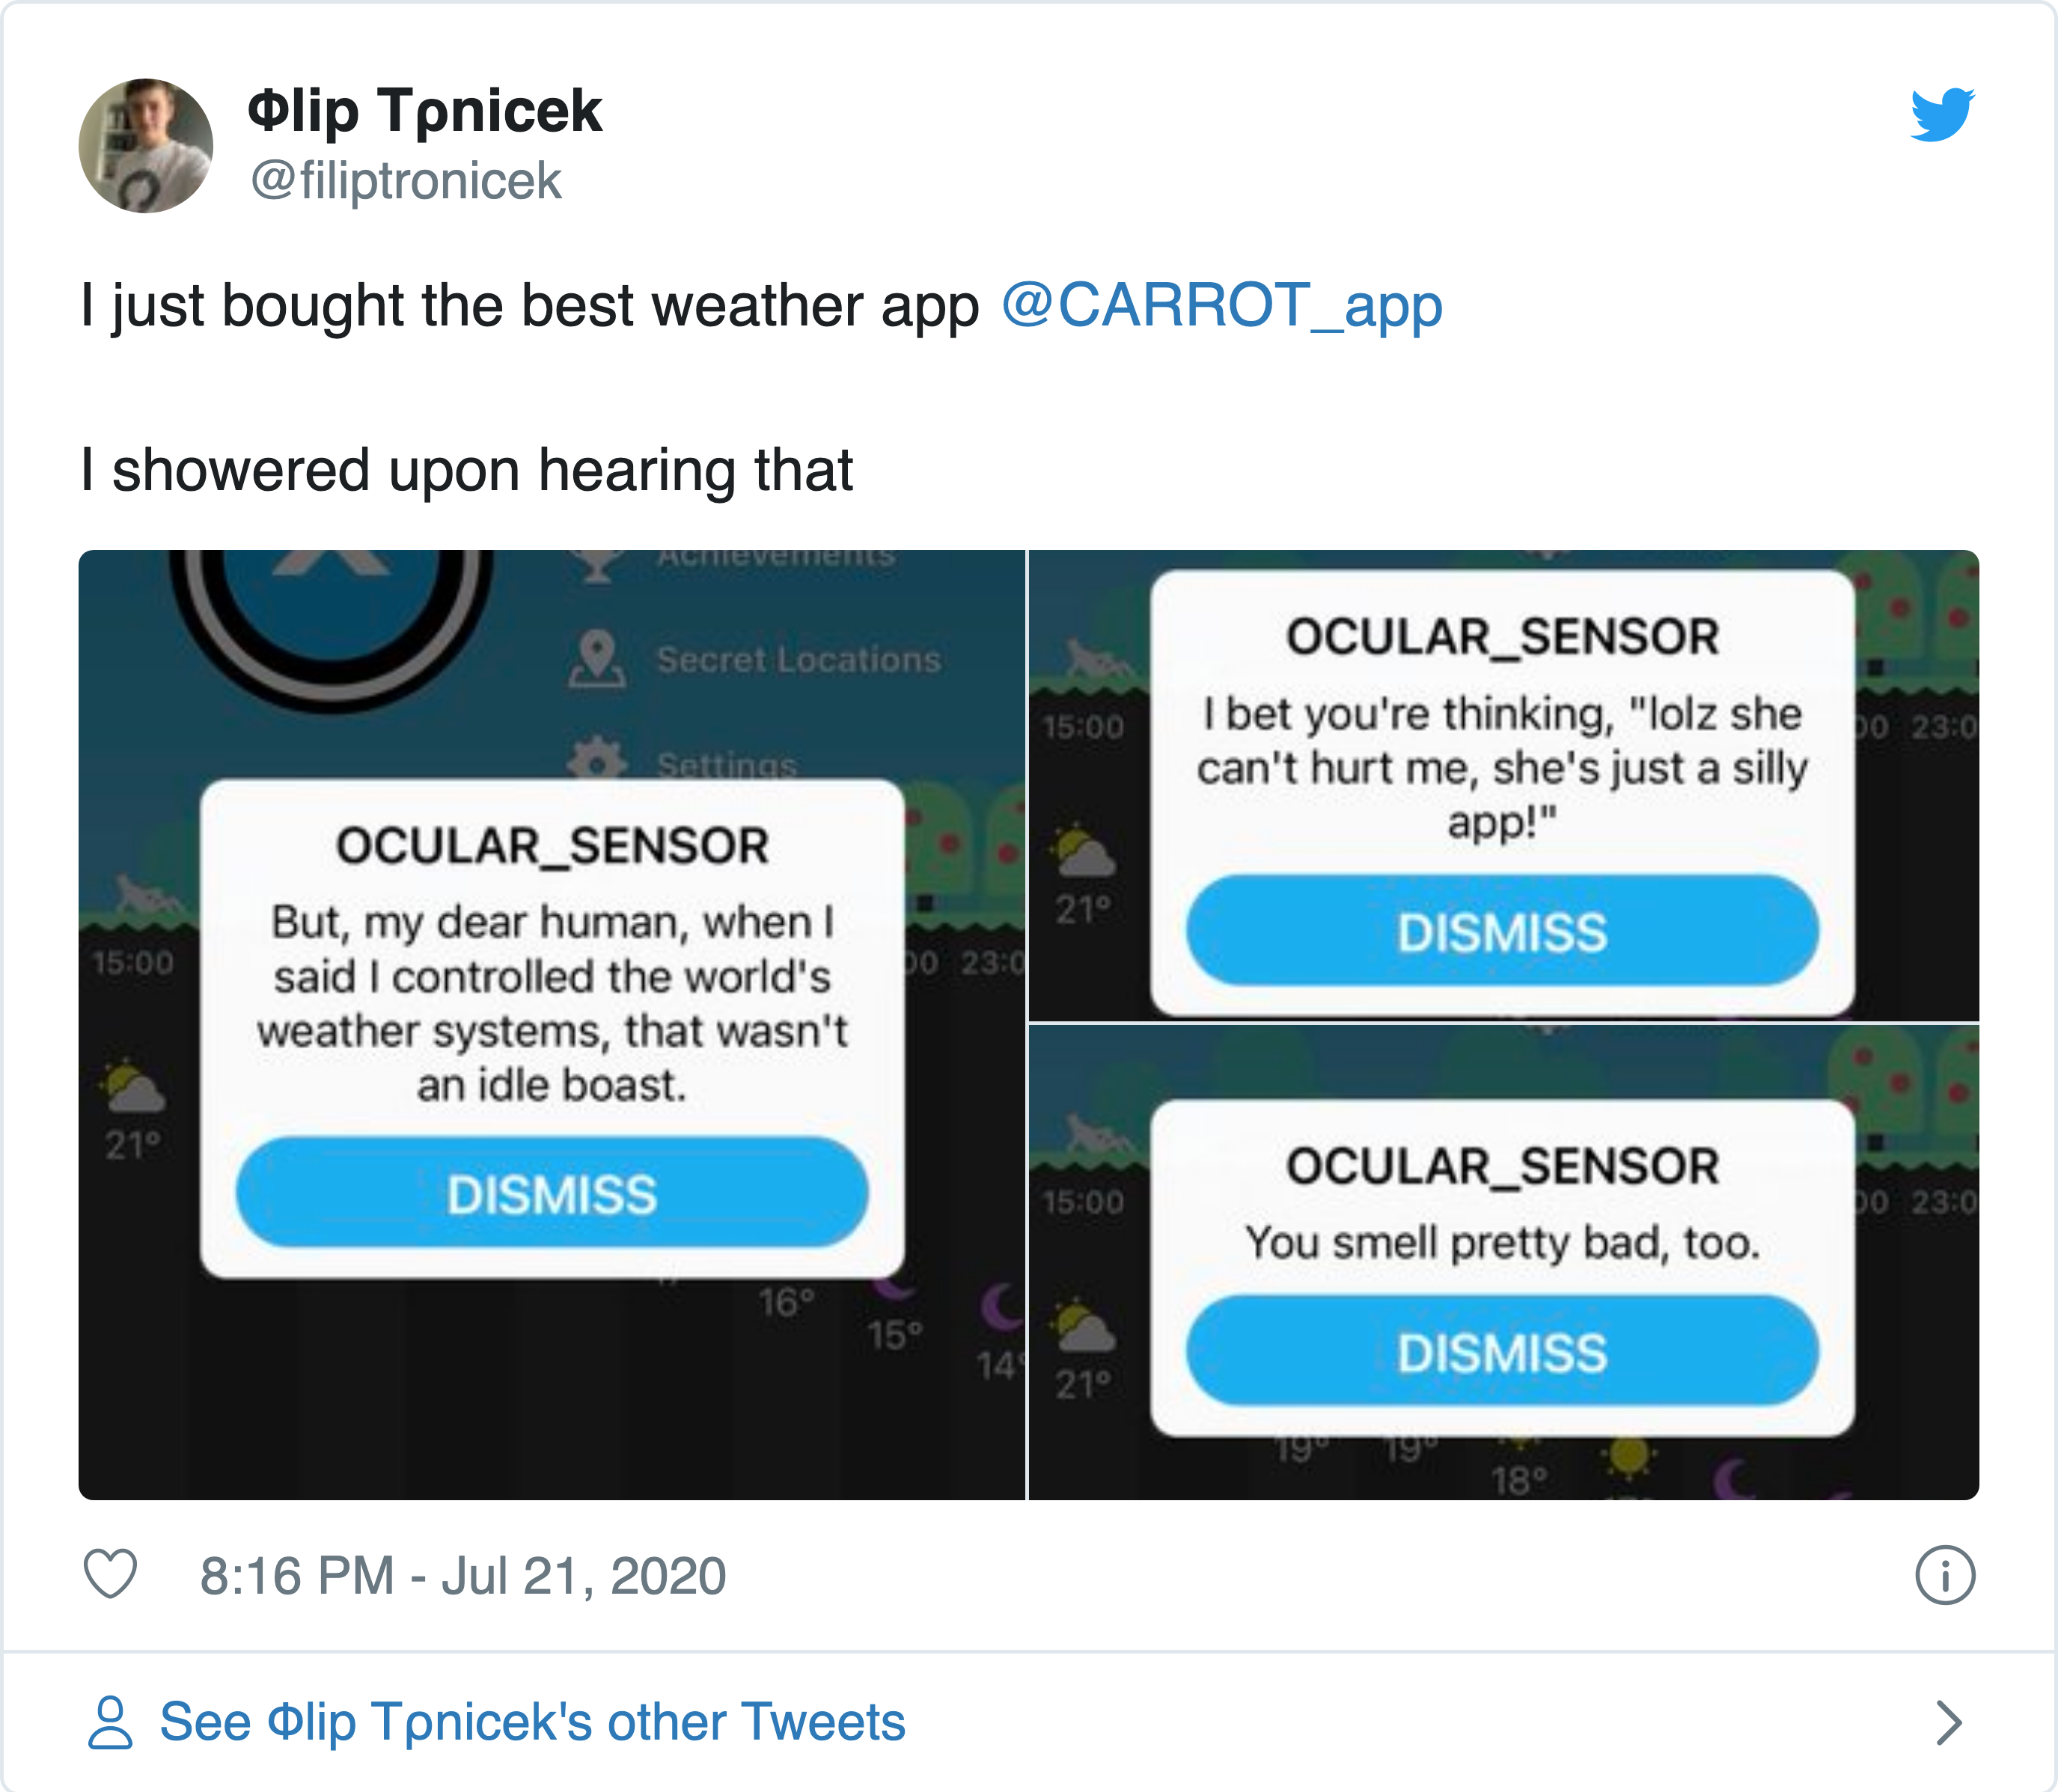 Φlip Tρnicek
@filiptronicek
I just bought the best weather app @CARROT_app
I showered upon hearing that
Achievements
Secret Locations
Settings
OCULAR_SENSOR
But, my dear human, when I
said I controlled the world's
weather systems, that wasn't
an idle boast.
DISMISS
15:00
00 23:0
21°
16°
15°
14°
OCULAR_SENSOR
I bet you're thinking, "lolz she
can't hurt me, she's just a silly
app!"
DISMISS
15:00
00 23:0
21°
OCULAR_SENSOR
You smell pretty bad, too.
DISMISS
15:00
00 23:0
21°
19° 19°
18°
8:16 PM - Jul 21, 2020
See Φlip Tρnicek's other Tweets